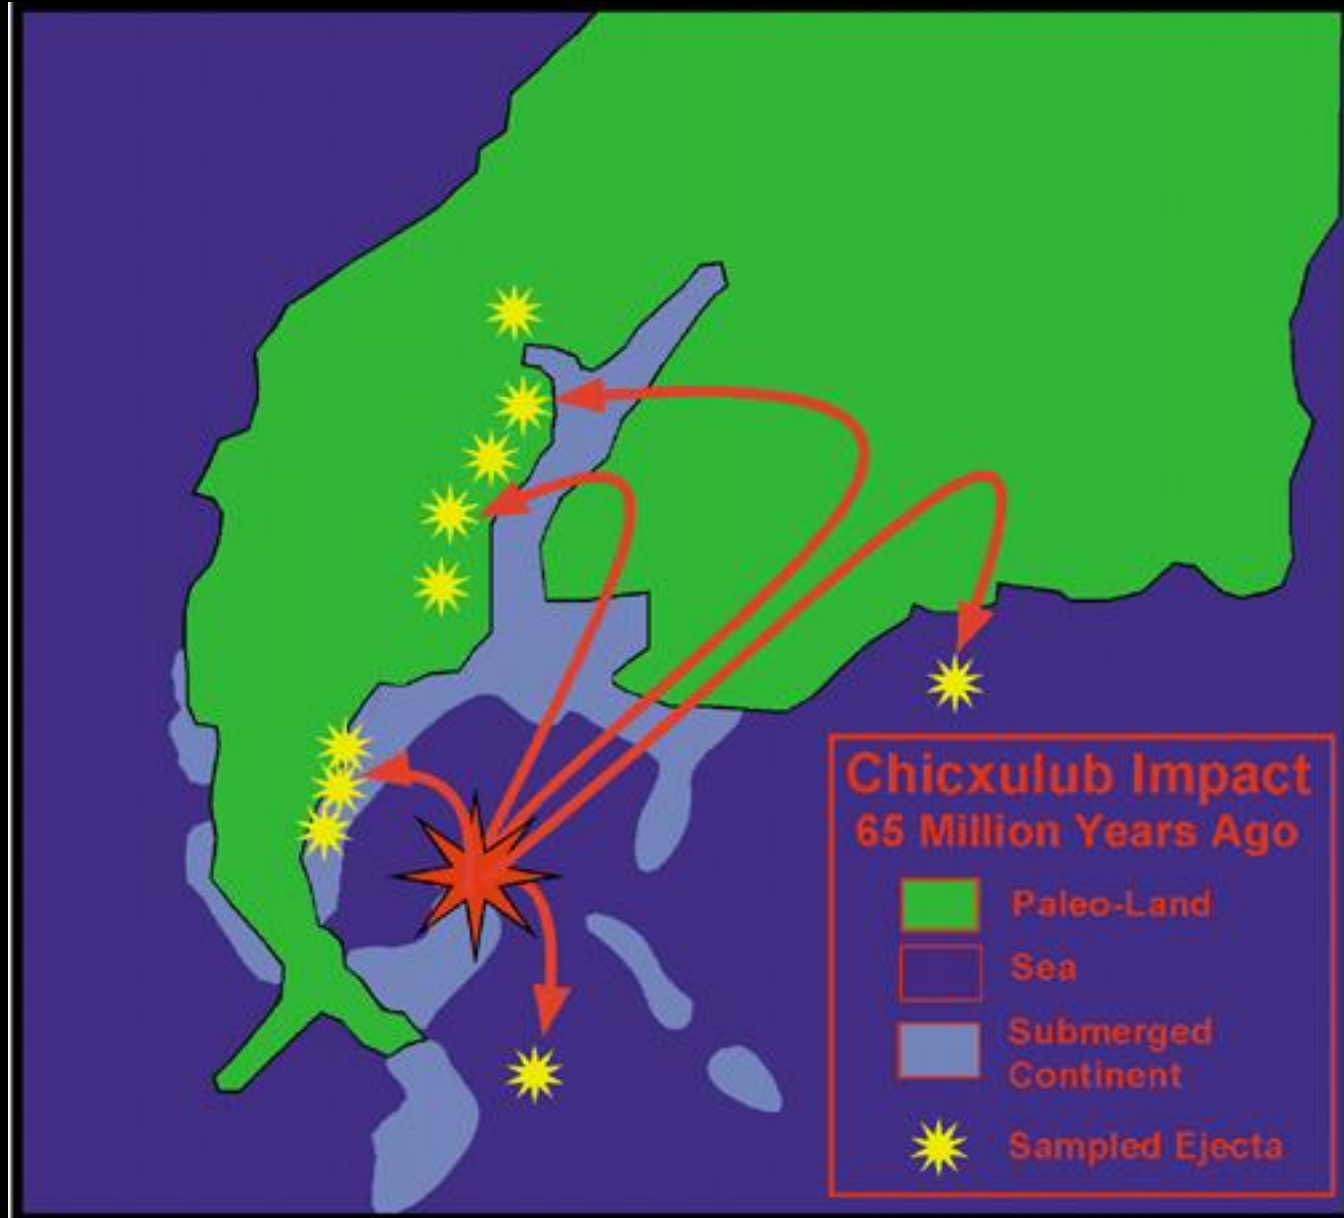 Chicxulub Impact
65 Million Years Ago
Paleo-Land
Sea
Submerged
Continent
Sampled Ejecta